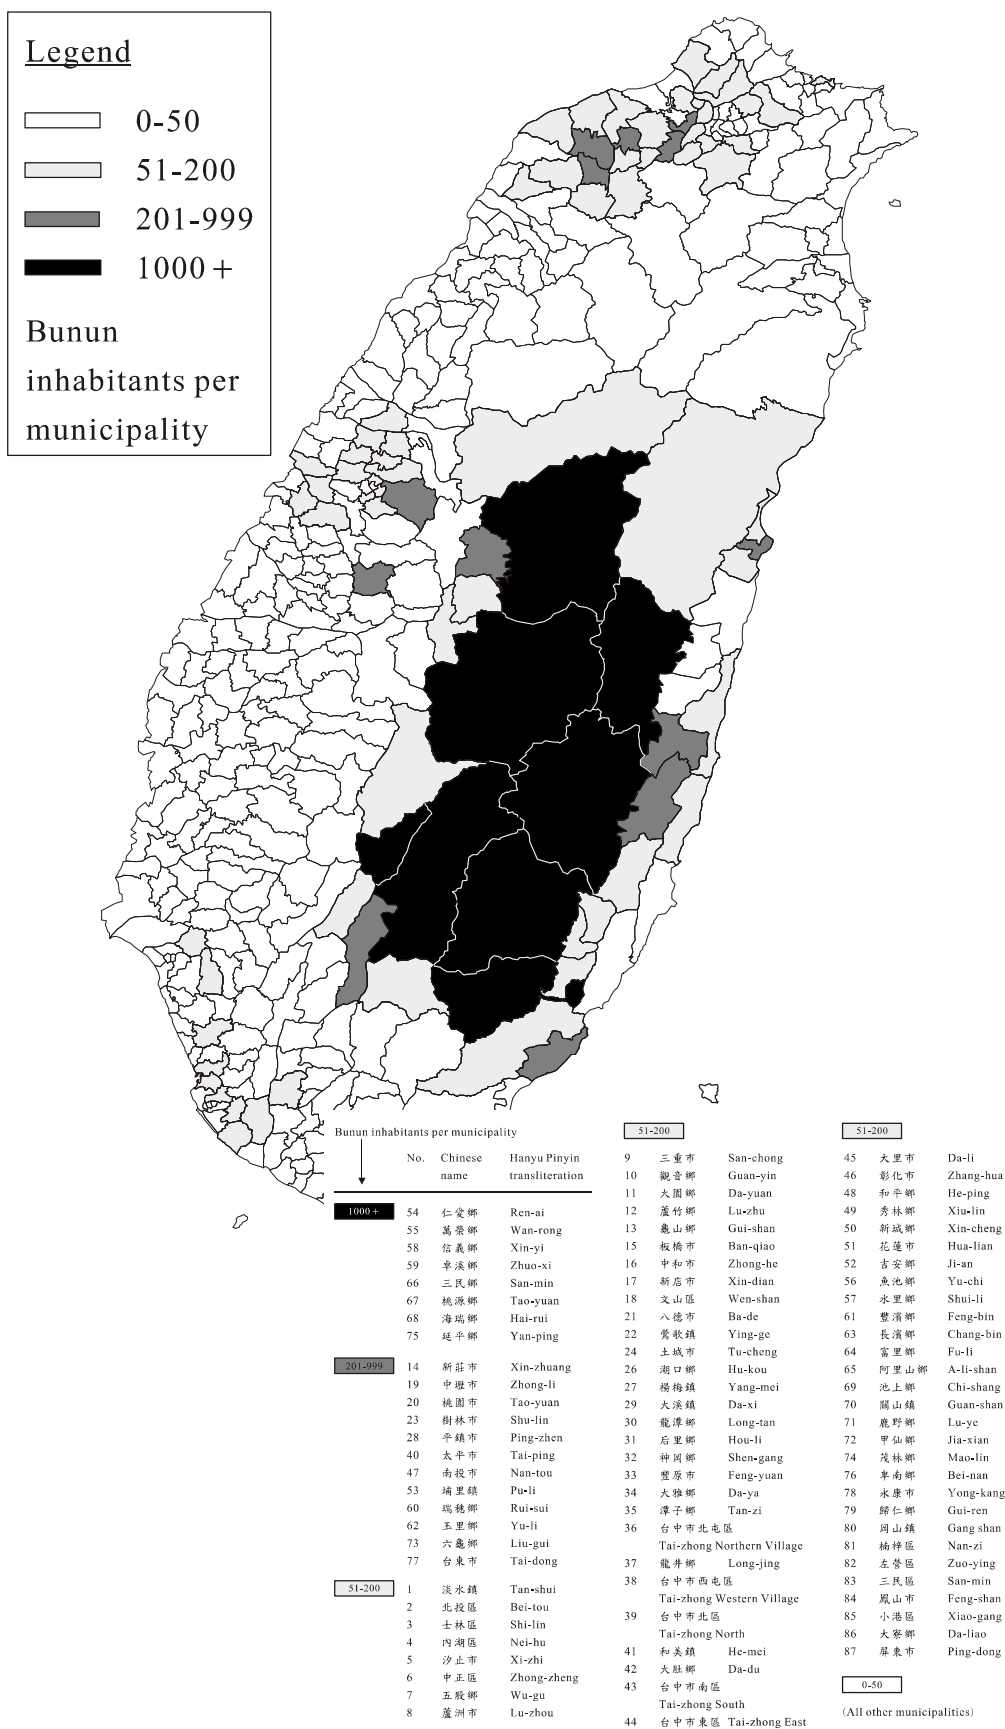 Legend
0-50
51-200
201-999
1000+
Bunun
inhabitants per
municipality
Bunun inhabitants per municipality
No. Chinese name Hanyu Pinyin transliteration
1000+
54 仁愛鄉 Ren-ai
55 萬榮鄉 Wan-rong
58 信義鄉 Xin-yi
59 卓溪鄉 Zhuo-xi
66 三民鄉 San-min
67 桃源鄉 Tao-yuan
68 海瑞鄉 Hai-rui
75 延平鄉 Yan-ping
201-999
14 新莊市 Xin-zhuang
19 中壢市 Zhong-li
20 桃園市 Tao-yuan
23 樹林市 Shu-lin
28 平鎮市 Ping-zhen
40 太平市 Tai-ping
47 南投市 Nan-tou
53 埔里鎮 Pu-li
60 瑞穗鄉 Rui-sui
62 玉里鄉 Yu-li
73 六龜鄉 Liu-gui
77 台東市 Tai-dong
51-200
1 淡水鎮 Tan-shui
2 北投區 Bei-tou
3 士林區 Shi-lin
4 內湖區 Nei-hu
5 汐止市 Xi-zhi
6 中正區 Zhong-zheng
7 五股鄉 Wu-gu
8 蘆洲市 Lu-zhou
51-200
9 三重市 San-chong
10 觀音鄉 Guan-yin
11 大園鄉 Da-yuan
12 蘆竹鄉 Lu-zhu
13 龜山鄉 Gui-shan
15 板橋市 Ban-qiao
16 中和市 Zhong-he
17 新店市 Xin-dian
18 文山區 Wen-shan
21 八德市 Ba-de
22 鶯歌鎮 Ying-ge
24 土城市 Tu-cheng
26 湖口鄉 Hu-kou
27 楊梅鎮 Yang-mei
29 大溪鎮 Da-xi
30 龍潭鄉 Long-tan
31 后里鄉 Hou-li
32 神岡鄉 Shen-gang
33 豐原市 Feng-yuan
34 大雅鄉 Da-ya
35 潭子鄉 Tan-zi
36 台中市北屯區
Tai-zhong Northern Village
37 龍井鄉 Long-jing
38 台中市西屯區
Tai-zhong Western Village
39 台中市北區
Tai-zhong North
41 和美鎮 He-mei
42 大肚鄉 Da-du
43 台中市南區
Tai-zhong South
44 台中市東區 Tai-zhong East
51-200
45 大里市 Da-li
46 彰化市 Zhang-hua
48 和平鄉 He-ping
49 秀林鄉 Xiu-lin
50 新城鄉 Xin-cheng
51 花蓮市 Hua-lian
52 吉安鄉 Ji-an
56 魚池鄉 Yu-chi
57 水里鄉 Shui-li
61 豐濱鄉 Feng-bin
63 長濱鄉 Chang-bin
64 富里鄉 Fu-li
65 阿里山鄉 A-li-shan
69 池上鄉 Chi-shang
70 關山鎮 Guan-shan
71 鹿野鄉 Lu-ye
72 甲仙鄉 Jia-xian
74 茂林鄉 Mao-lin
76 卑南鄉 Bei-nan
78 永康市 Yong-kang
79 歸仁鄉 Gui-ren
80 岡山鎮 Gang shan
81 楠梓區 Nan-zi
82 左營區 Zuo-ying
83 三民區 San-min
84 鳳山市 Feng-shan
85 小港區 Xiao-gang
86 大寮鄉 Da-liao
87 屏東市 Ping-dong
0-50
(All other municipalities)